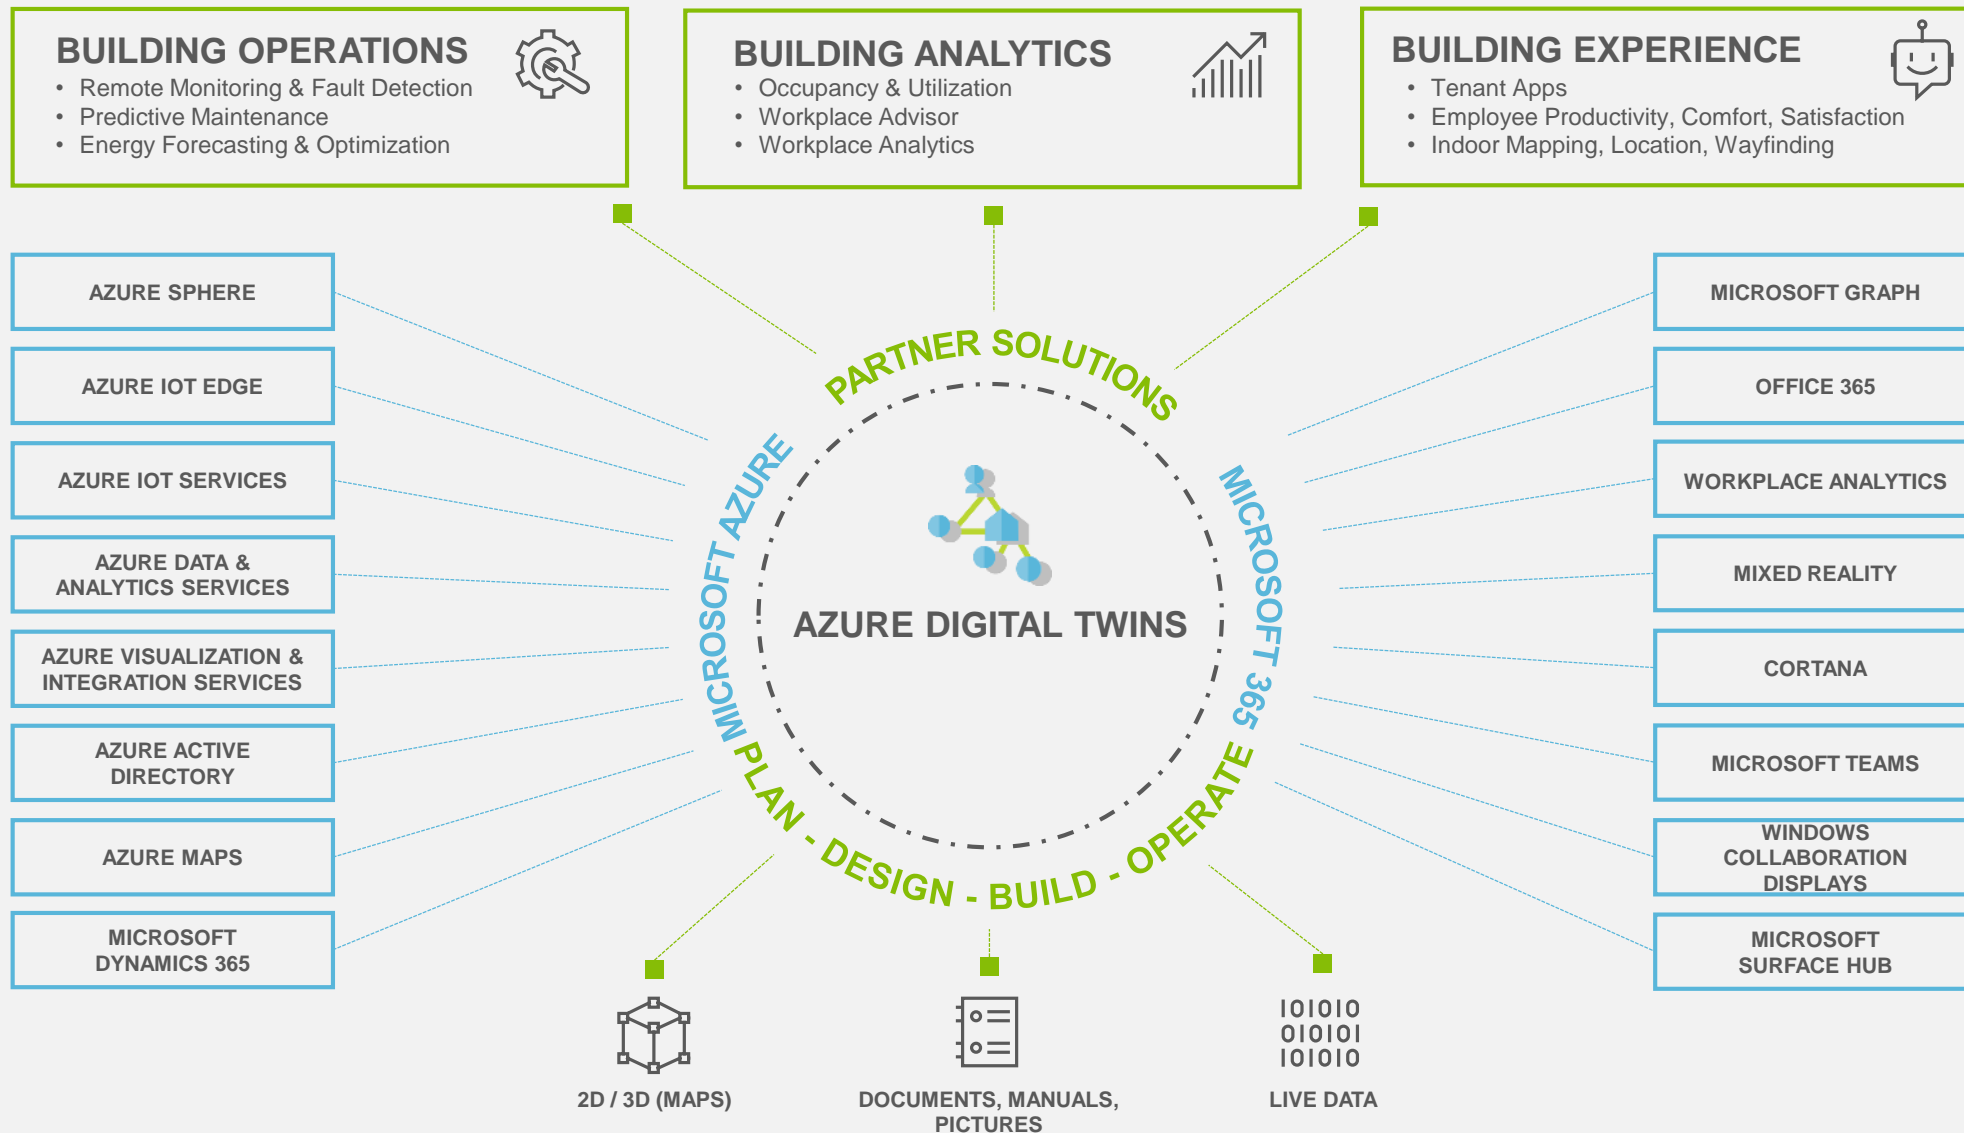 BUILDING OPERATIONS
• Remote Monitoring & Fault Detection
• Predictive Maintenance
• Energy Forecasting & Optimization
BUILDING ANALYTICS
• Occupancy & Utilization
• Workplace Advisor
• Workplace Analytics
BUILDING EXPERIENCE
• Tenant Apps
• Employee Productivity, Comfort, Satisfaction
• Indoor Mapping, Location, Wayfinding
AZURE SPHERE
AZURE IOT EDGE
AZURE IOT SERVICES
AZURE DATA &
ANALYTICS SERVICES
AZURE VISUALIZATION &
INTEGRATION SERVICES
AZURE ACTIVE
DIRECTORY
AZURE MAPS
MICROSOFT
DYNAMICS 365
PARTNER SOLUTIONS
MICROSOFT AZURE
AZURE DIGITAL TWINS
MICROSOFT 365
PLAN - DESIGN - BUILD - OPERATE
MICROSOFT GRAPH
OFFICE 365
WORKPLACE ANALYTICS
MIXED REALITY
CORTANA
MICROSOFT TEAMS
WINDOWS
COLLABORATION
DISPLAYS
MICROSOFT
SURFACE HUB
2D / 3D (MAPS)
DOCUMENTS, MANUALS,
PICTURES
101010
010101
101010
LIVE DATA